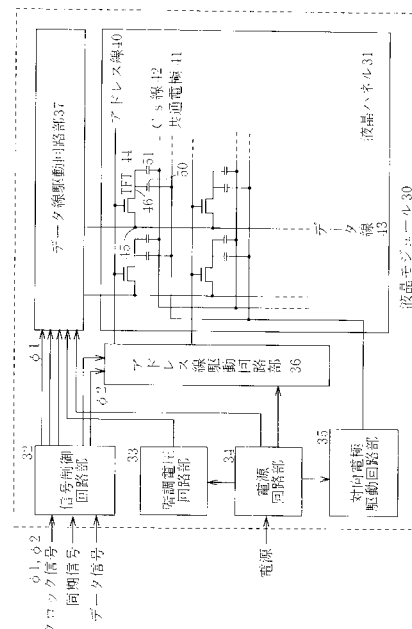 φ1, φ2
クロック信号
同期信号
データ信号
電源
32
信号制御
回路部
33
階調電圧
回路部
34
電源
回路部
35
対向電極
駆動回路部
φ1
φ2
データ線駆動回路部37
アドレス線駆動回路部
36
アドレス線40
Cs線42
共通電極41
TFT
44
45
46
51
50
データ線
43
液晶パネル31
液晶モジュール30